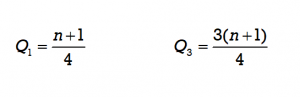 Q₁ = (n+1)/4    Q₃ = 3(n+1)/4